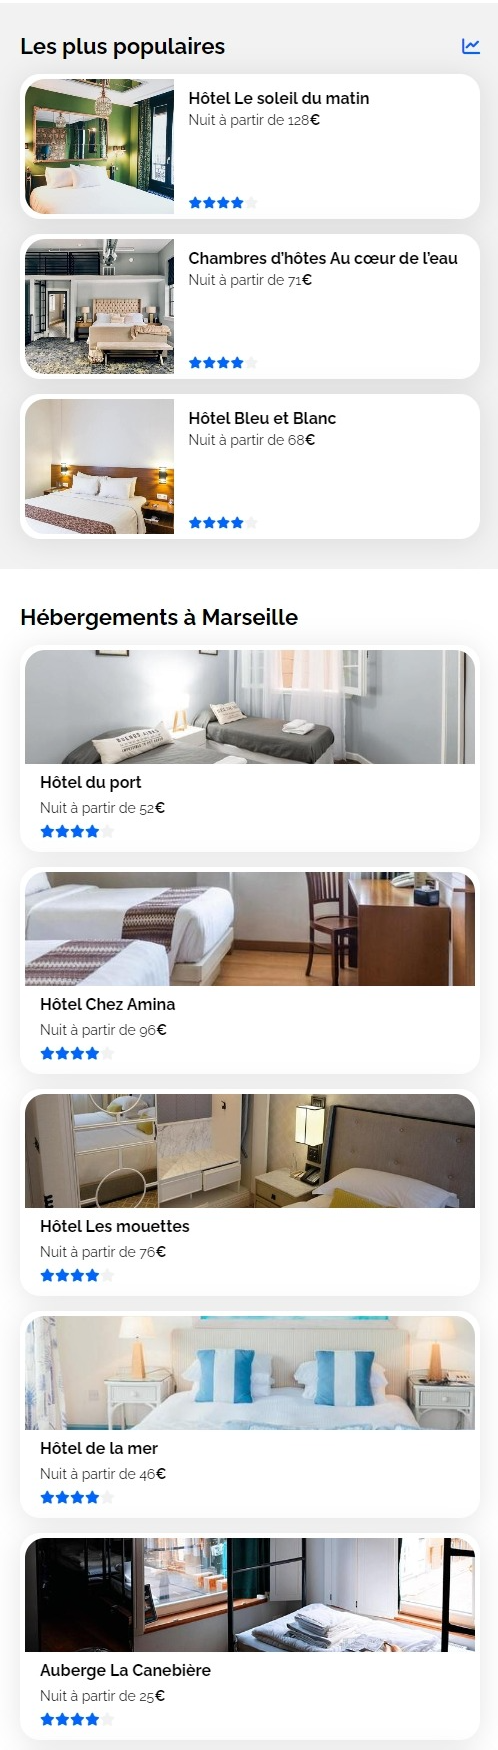 Les plus populaires
Hôtel Le soleil du matin
Nuit à partir de 128€
Chambres d'hôtes Au cœur de l'eau
Nuit à partir de 71€
Hôtel Bleu et Blanc
Nuit à partir de 68€
Hébergements à Marseille
BUENOS AIRES
Hôtel du port
Nuit à partir de 52€
Hôtel Chez Amina
Nuit à partir de 96€
Hôtel Les mouettes
Nuit à partir de 76€
Hôtel de la mer
Nuit à partir de 46€
Auberge La Canebière
Nuit à partir de 25€